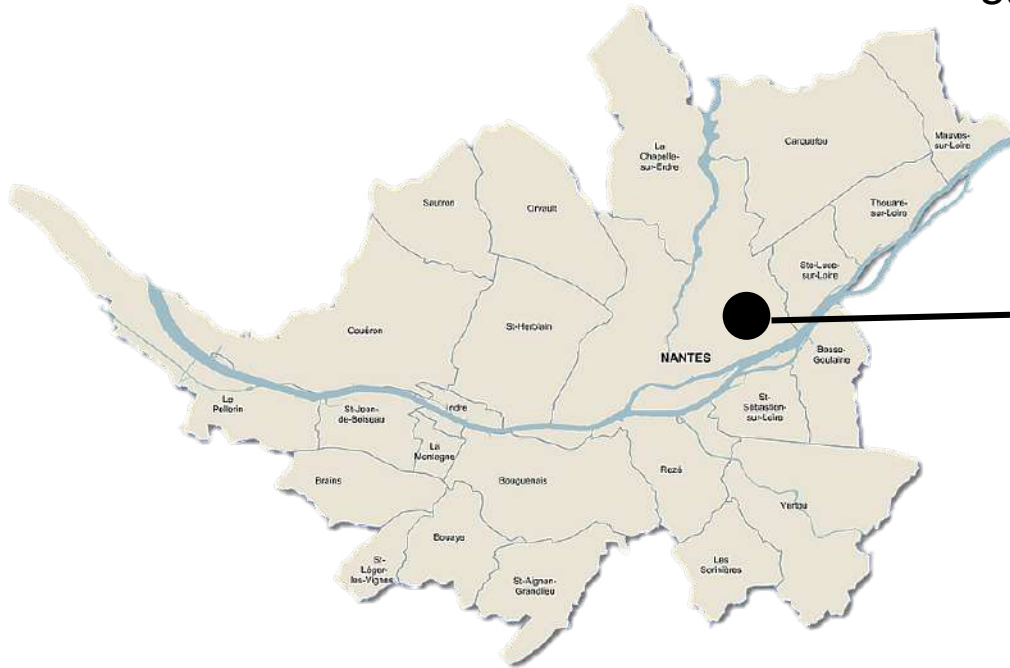 La
Chapelle-
sur-Erdre
Carquefou
Mauves-
sur-Loire
Sautron
Orvault
Thouaré-
sur-Loire
Ste-Luce-
sur-Loire
Couëron
St-Herblain
NANTES
Basse-
Goulaine
Le
Pellerin
St-Jean-
de-Boiseau
Indre
St-
Sébastien-
sur-Loire
La
Montagne
Brains
Bouguenais
Rezé
Vertou
Bouaye
St-
Léger-
les-Vignes
St-Aignan-
Grandlieu
Les
Sorinières